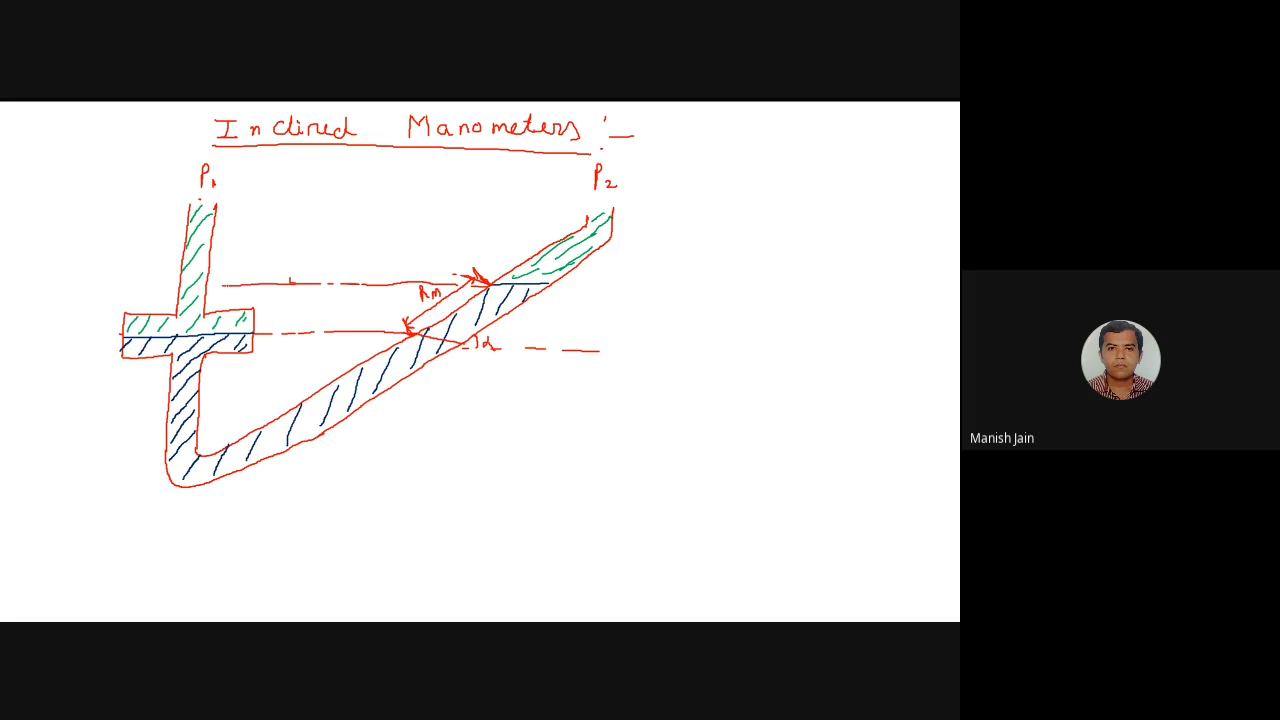 Inclined Manometers :-
P1 P2
Rm
α
Manish Jain